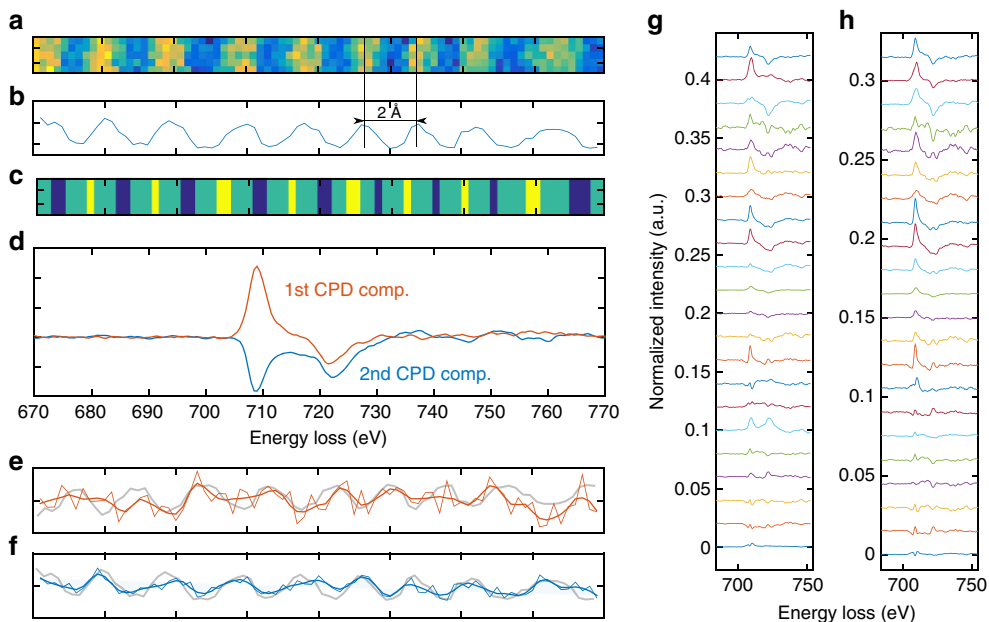 a
b
2 Å
c
d
1st CPD comp.
2nd CPD comp.
670 680 690 700 710 720 730 740 750 760 770
Energy loss (eV)
e
f
g
0.4
0.35
0.3
0.25
0.2
0.15
0.1
0.05
0
Normalized intensity (a.u.)
700 750
h
0.3
0.25
0.2
0.15
0.1
0.05
0
700 750
Energy loss (eV)